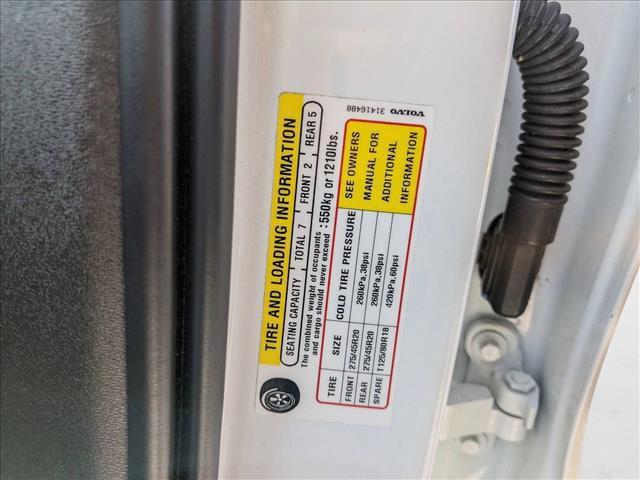 TIRE AND LOADING INFORMATION
SEATING CAPACITY | TOTAL 7 | FRONT 2 | REAR 5
The combined weight of occupants and cargo should never exceed : 550kg or 1210lbs.
TIRE SIZE COLD TIRE PRESSURE SEE OWNERS
FRONT 275/45R20 260kPa,38psi MANUAL FOR
REAR 275/45R20 260kPa,38psi ADDITIONAL
SPARE T125/80R18 420kPa,60psi INFORMATION
VOLVO 31416488